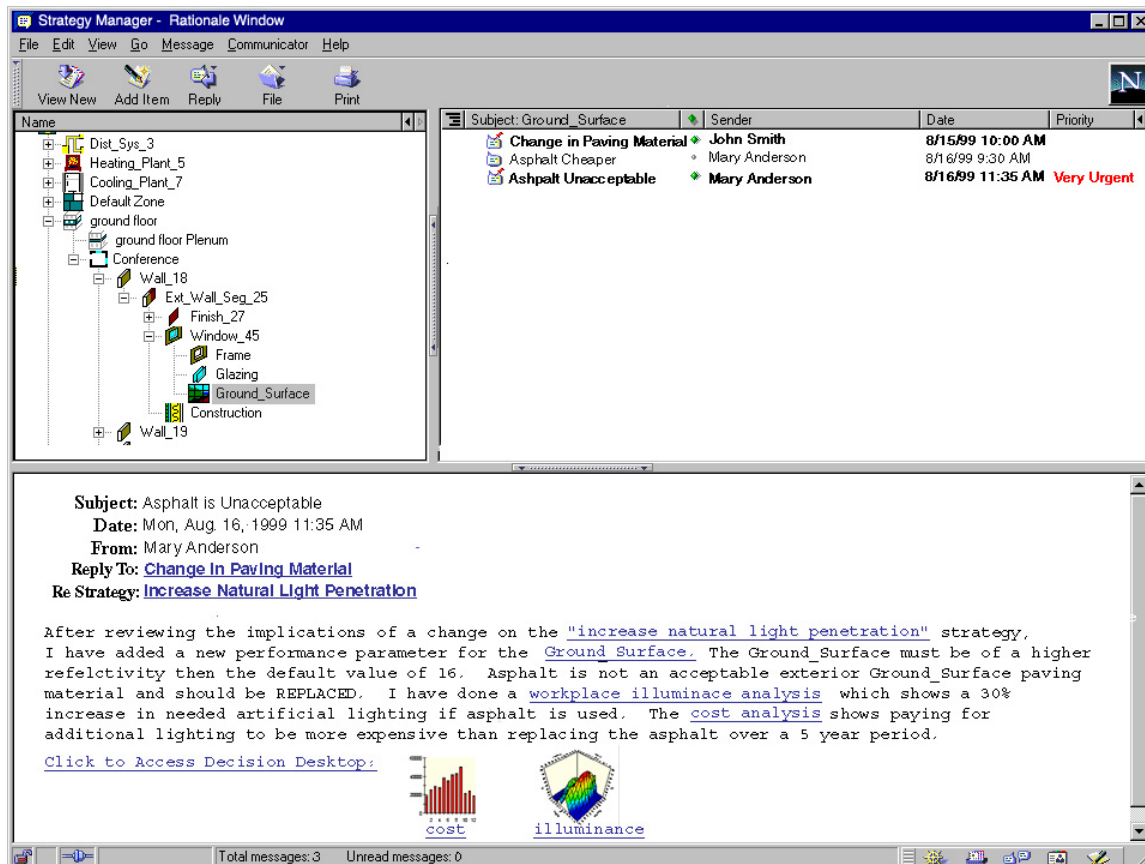 Strategy Manager - Rationale Window
File Edit View Go Message Communicator Help
View New Add Item Reply File Print
N
Name
Dist_Sys_3
Heating_Plant_5
Cooling_Plant_7
Default Zone
ground floor
ground floor Plenum
Conference
Wall_18
Ext_Wall_Seg_25
Finish_27
Window_45
Frame
Glazing
Ground_Surface
Construction
Wall_19
Subject: Ground_Surface Sender Date Priority
Change in Paving Material John Smith 8/15/99 10:00 AM
Asphalt Cheaper Mary Anderson 8/16/99 9:30 AM
Ashpalt Unacceptable Mary Anderson 8/16/99 11:35 AM Very Urgent
Subject: Asphalt is Unacceptable
Date: Mon, Aug. 16, 1999 11:35 AM
From: Mary Anderson
Reply To: Change in Paving Material
Re Strategy: Increase Natural Light Penetration
After reviewing the implications of a change on the "increase natural light penetration" strategy,
I have added a new performance parameter for the Ground_Surface. The Ground_Surface must be of a higher
refelctivity then the default value of 16. Asphalt is not an acceptable exterior Ground_Surface paving
material and should be REPLACED. I have done a workplace illuminace analysis which shows a 30%
increase in needed artificial lighting if asphalt is used. The cost analysis shows paying for
additional lighting to be more expensive than replacing the asphalt over a 5 year period.
Click to Access Decision Desktop:
cost illuminance
Total messages: 3 Unread messages: 0